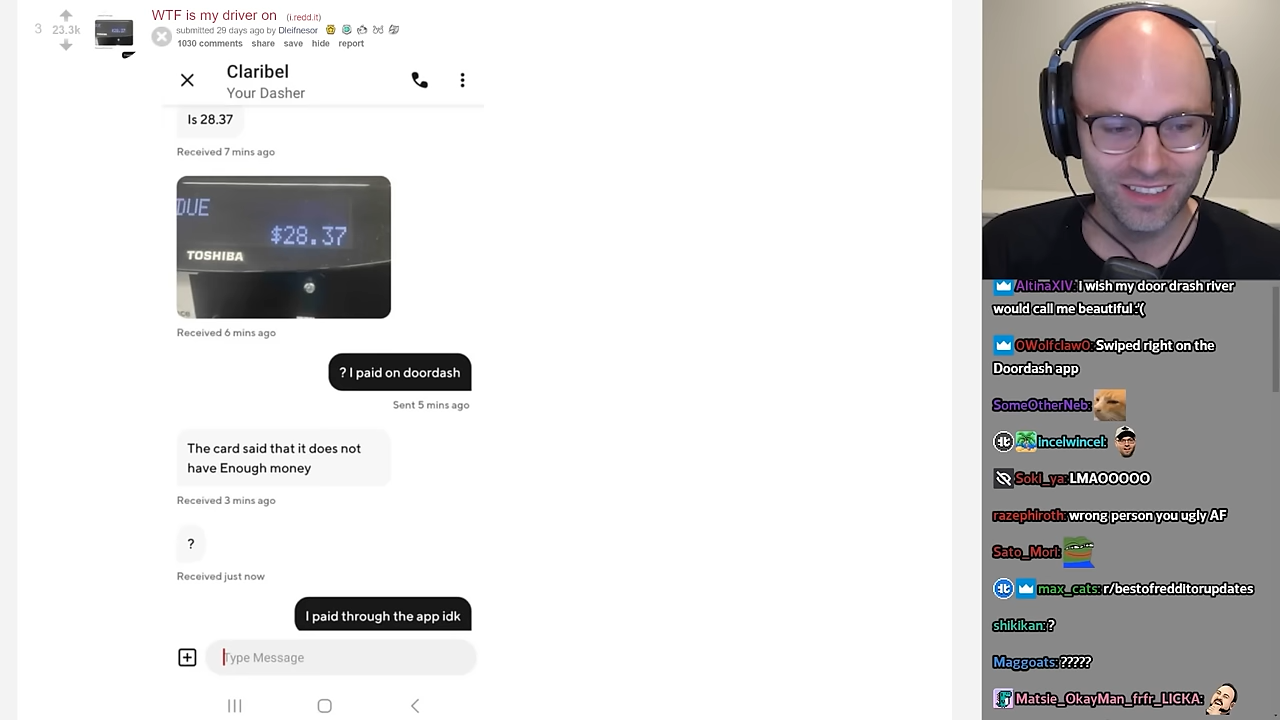 3
23.3k
WTF is my driver on (i.redd.it)
submitted 29 days ago by Dleifnesor
1030 comments share save hide report
Claribel
Your Dasher
Is 28.37
Received 7 mins ago
DUE
$28.37
TOSHIBA
Received 6 mins ago
? I paid on doordash
Sent 5 mins ago
The card said that it does not
have Enough money
Received 3 mins ago
?
Received just now
I paid through the app idk
Type Message
AltinaXIV: I wish my door drash river
would call me beautiful :'(
OWolfclawO: Swiped right on the
Doordash app
SomeOtherNeb:
incelwincel:
Soki_ya: LMAOOOOO
razephiroth: wrong person you ugly AF
Sato_Mori:
max_cats: r/bestofredditorupdates
shikikan: ?
Maggoats: ?????
Matsie_OkayMan_frfr_LICKA: